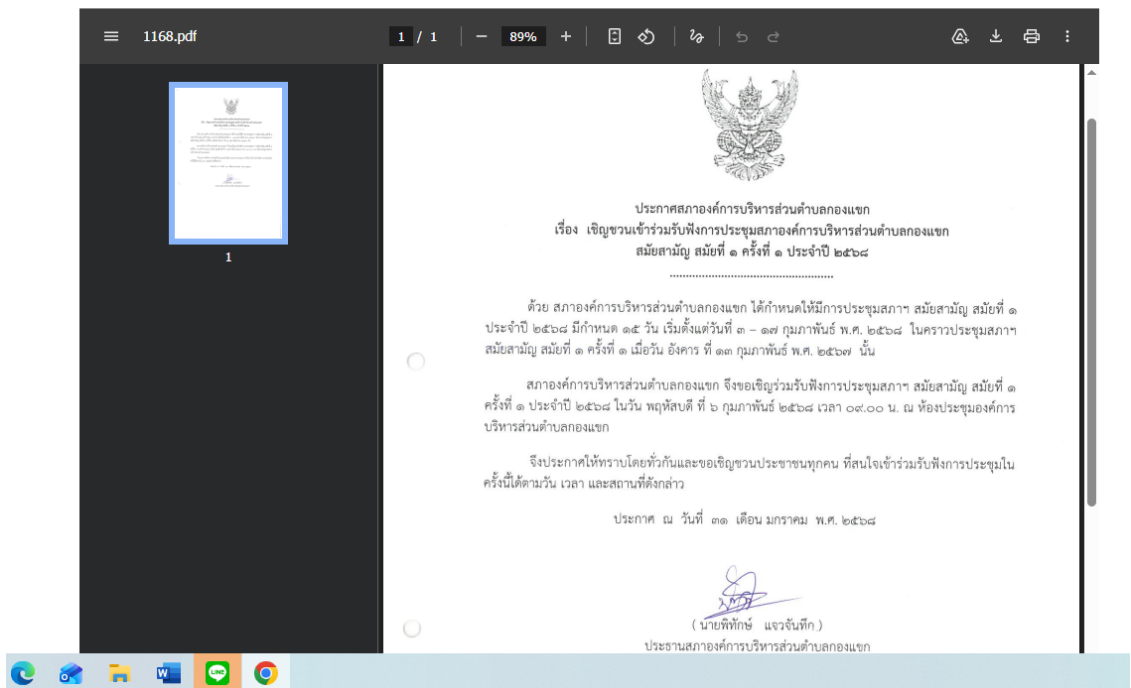 1168.pdf
1 / 1
89%
ประกาศสภาองค์การบริหารส่วนตำบลกองแขก
เรื่อง เชิญชวนเข้าร่วมรับฟังการประชุมสภาองค์การบริหารส่วนตำบลกองแขก
สมัยสามัญ สมัยที่ ๑ ครั้งที่ ๑ ประจำปี ๒๕๖๘
ด้วย สภาองค์การบริหารส่วนตำบลกองแขก ได้กำหนดให้มีการประชุมสภาฯ สมัยสามัญ สมัยที่ ๑
ประจำปี ๒๕๖๘ มีกำหนด ๑๕ วัน เริ่มตั้งแต่วันที่ ๓ – ๑๗ กุมภาพันธ์ พ.ศ. ๒๕๖๘ ในคราวประชุมสภาฯ
สมัยสามัญ สมัยที่ ๑ ครั้งที่ ๑ เมื่อวัน อังคาร ที่ ๑๓ กุมภาพันธ์ พ.ศ. ๒๕๖๗ นั้น
สภาองค์การบริหารส่วนตำบลกองแขก จึงขอเชิญร่วมรับฟังการประชุมสภาฯ สมัยสามัญ สมัยที่ ๑
ครั้งที่ ๑ ประจำปี ๒๕๖๘ ในวัน พฤหัสบดี ที่ ๖ กุมภาพันธ์ ๒๕๖๘ เวลา ๐๙.๐๐ น. ณ ห้องประชุมองค์การ
บริหารส่วนตำบลกองแขก
จึงประกาศให้ทราบโดยทั่วกันและขอเชิญชวนประชาชนทุกคน ที่สนใจเข้าร่วมรับฟังการประชุมใน
ครั้งนี้ได้ตามวัน เวลา และสถานที่ดังกล่าว
ประกาศ ณ วันที่ ๓๑ เดือน มกราคม พ.ศ. ๒๕๖๘
( นายพิทักษ์ แจวจันทึก )
ประธานสภาองค์การบริหารส่วนตำบลกองแขก
1
LINE